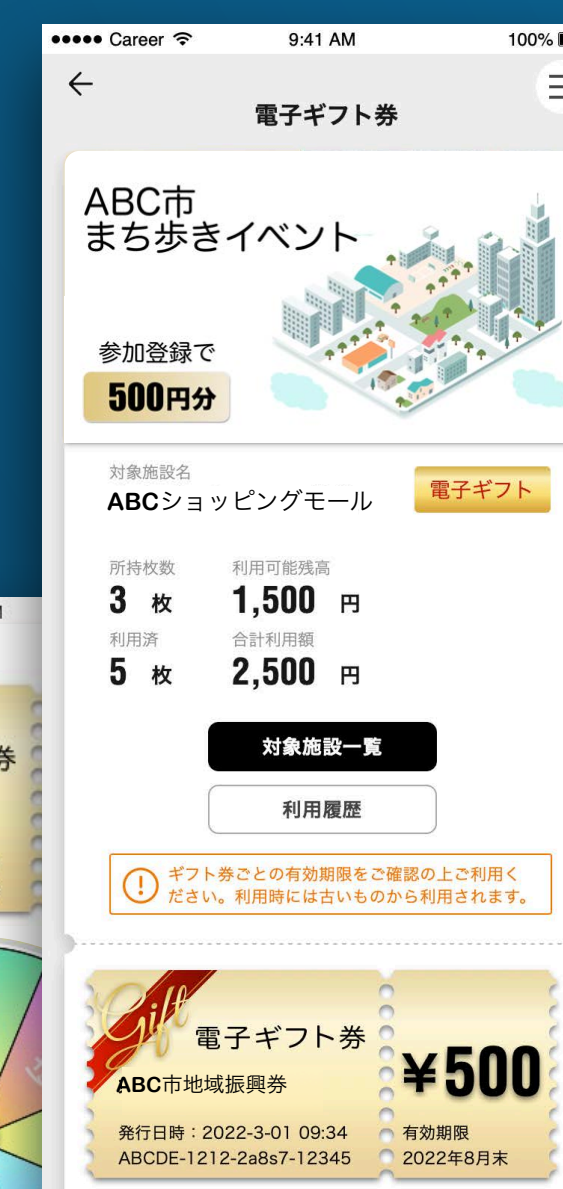 ●●●●● Career 9:41 AM 100%
電子ギフト券
ABC市
まち歩きイベント
参加登録で
500円分
対象施設名
ABCショッピングモール
電子ギフト
所持枚数 利用可能残高
3 枚 1,500 円
利用済 合計利用額
5 枚 2,500 円
対象施設一覧
利用履歴
ギフト券ごとの有効期限をご確認の上ご利用く
ださい。利用時には古いものから利用されます。
券
Gift
電子ギフト券
ABC市地域振興券
¥500
発行日時：2022-3-01 09:34
ABCDE-1212-2a8s7-12345
有効期限
2022年8月末